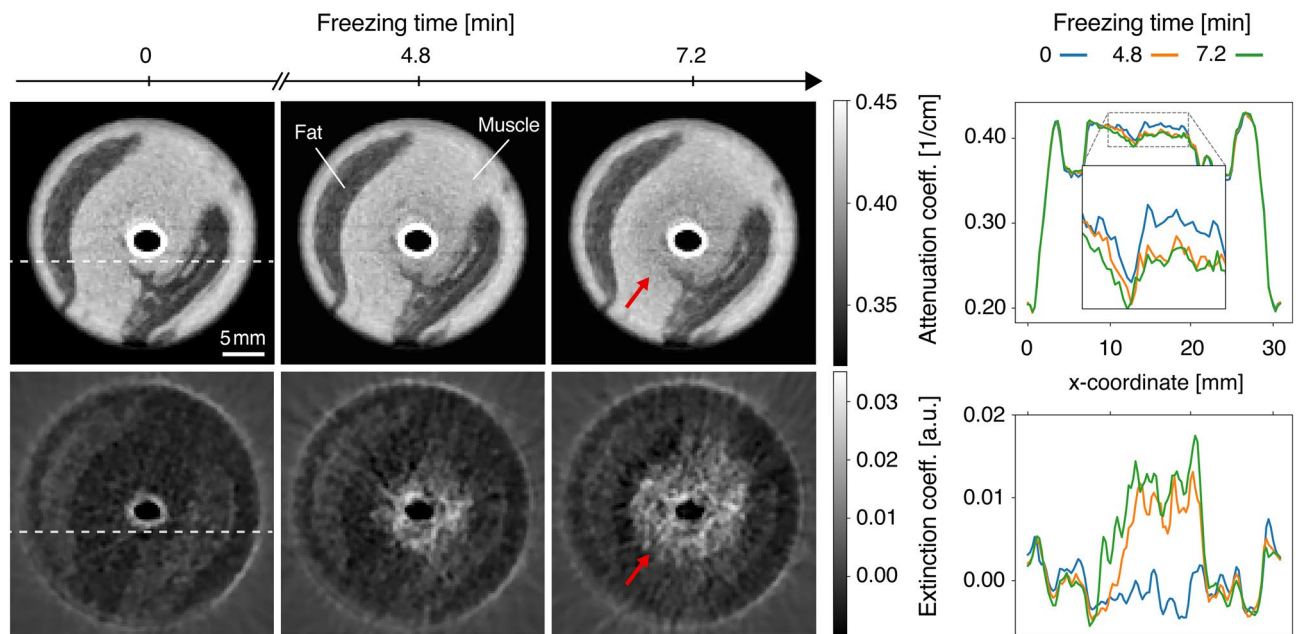 Freezing time [min]
0
4.8
7.2
Fat
Muscle
5 mm
0.45
0.40
0.35
Attenuation coeff. [1/cm]
0.03
0.02
0.01
0.00
Extinction coeff. [a.u.]
Freezing time [min]
0 4.8 7.2
0.40
0.30
0.20
0 10 20 30
x-coordinate [mm]
0.02
0.01
0.00